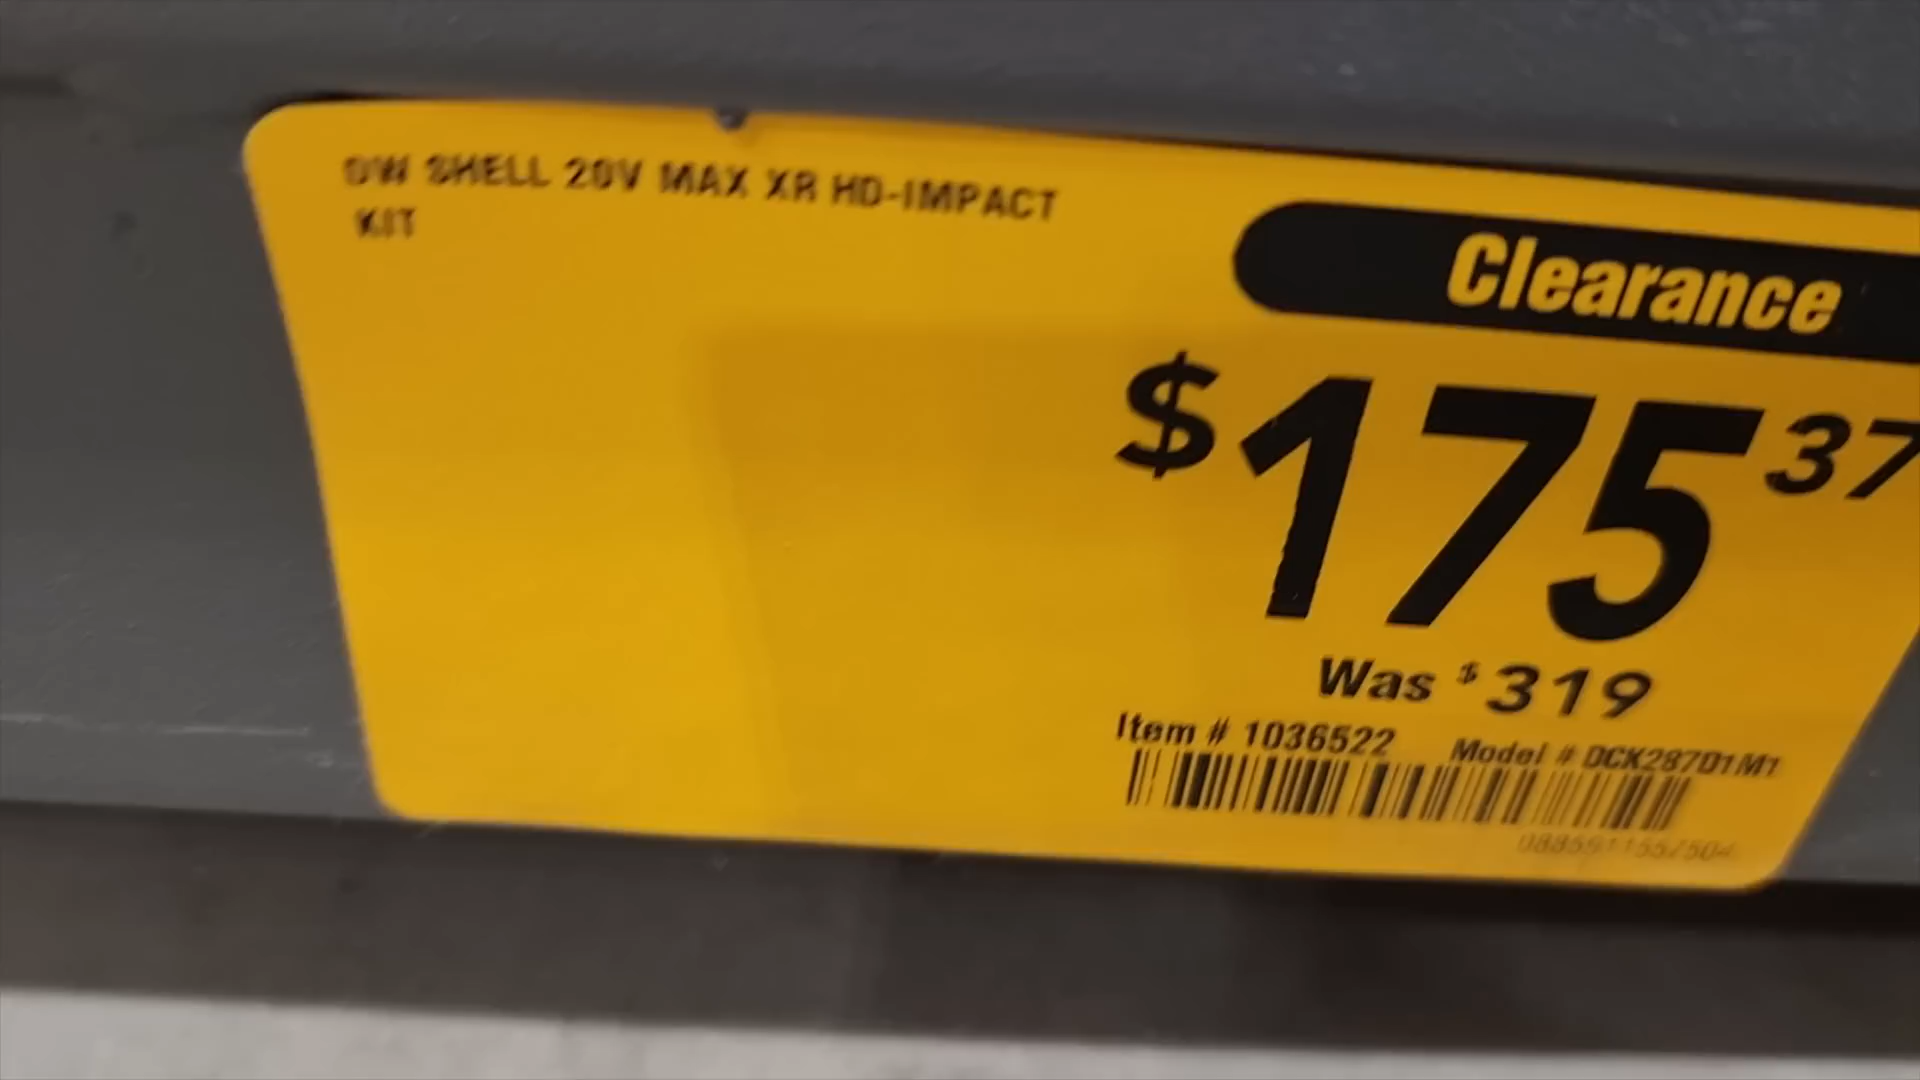 DW SHELL 20V MAX XR HD-IMPACT
KIT
Clearance
$175 37
Was $319
Item # 1036522 Model # DCK287D1M1